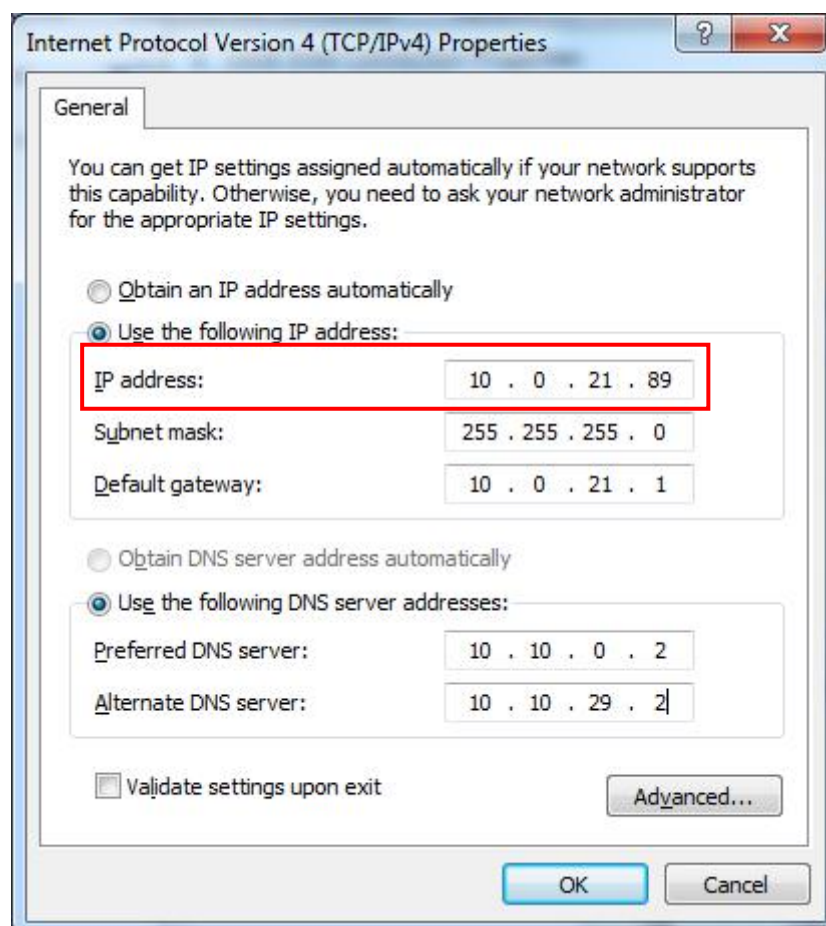 Internet Protocol Version 4 (TCP/IPv4) Properties
General
You can get IP settings assigned automatically if your network supports
this capability. Otherwise, you need to ask your network administrator
for the appropriate IP settings.
Obtain an IP address automatically
Use the following IP address:
IP address: 10 . 0 . 21 . 89
Subnet mask: 255 . 255 . 255 . 0
Default gateway: 10 . 0 . 21 . 1
Obtain DNS server address automatically
Use the following DNS server addresses:
Preferred DNS server: 10 . 10 . 0 . 2
Alternate DNS server: 10 . 10 . 29 . 2
Validate settings upon exit
Advanced...
OK Cancel